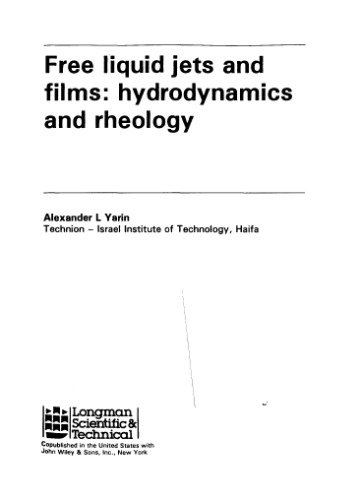 Free liquid jets and
films: hydrodynamics
and rheology
Alexander L Yarin
Technion – Israel Institute of Technology, Haifa
Longman
Scientific &
Technical
Copublished in the United States with
John Wiley & Sons, Inc., New York